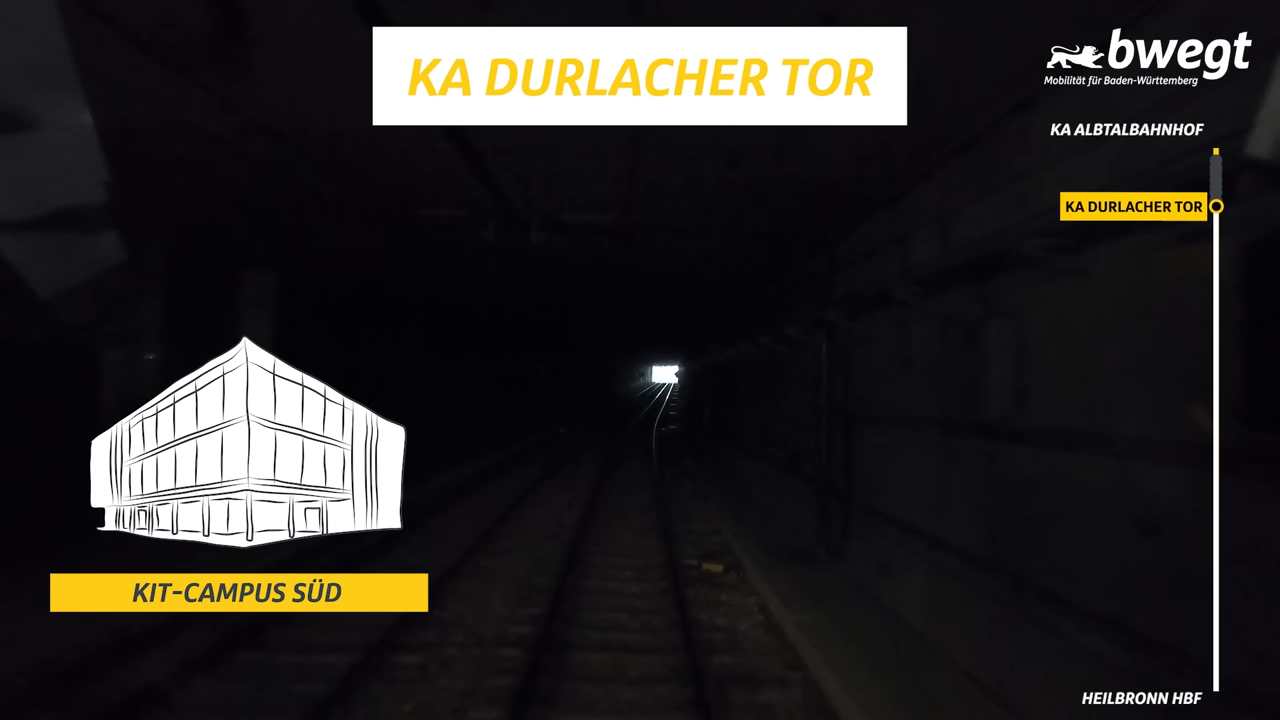 KA DURLACHER TOR
bwegt
Mobilität für Baden-Württemberg
KA ALBTALBAHNHOF
KA DURLACHER TOR
KIT-CAMPUS SÜD
HEILBRONN HBF